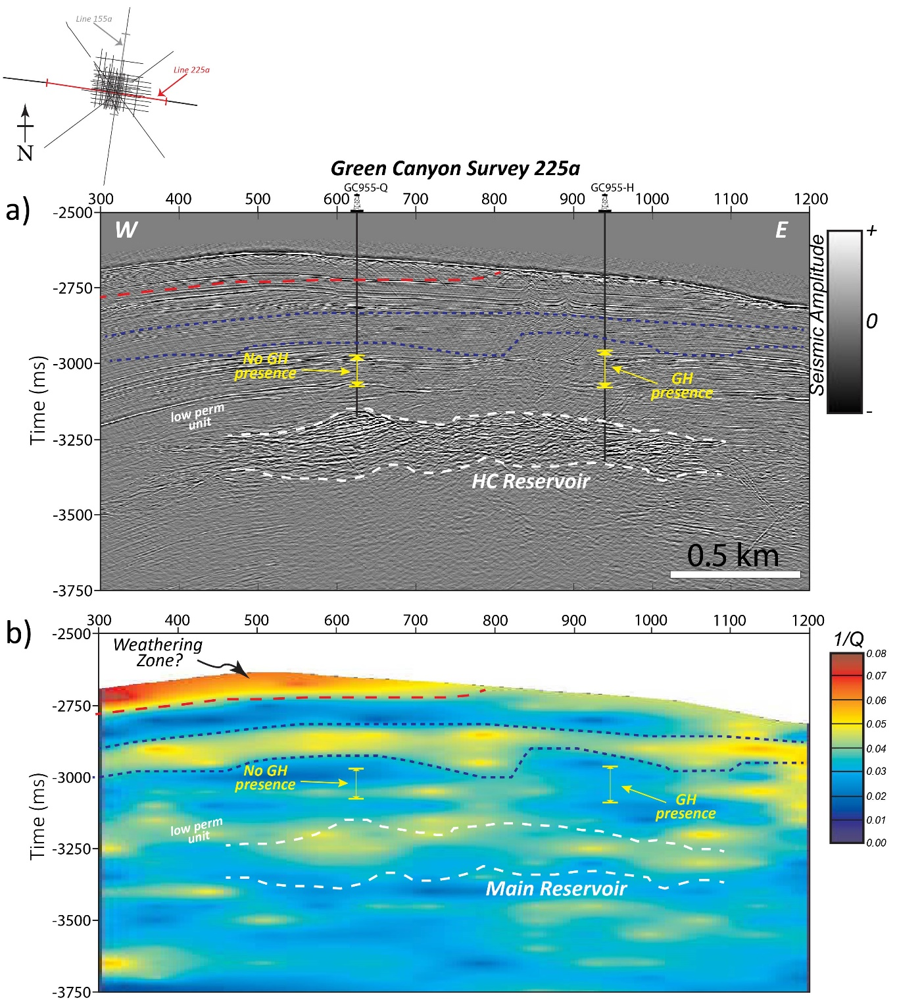 Line 155a
Line 225a
N
Green Canyon Survey 225a
GC955-Q
GC955-H
a)
300 400 500 600 700 800 900 1000 1100 1200
-2500
W
E
+
-2750
0
-3000
No GH
presence
GH
presence
low perm
unit
-
-3250
HC Reservoir
-3500
0.5 km
-3750
Time (ms)
Seismic Amplitude
b)
300 400 500 600 700 800 900 1000 1100 1200
-2500
1/Q
Weathering
Zone?
0.08
0.07
0.06
0.05
0.04
0.03
0.02
0.01
0.00
-2750
-3000
No GH
presence
GH
presence
low perm
unit
-3250
Main Reservoir
-3500
-3750
Time (ms)